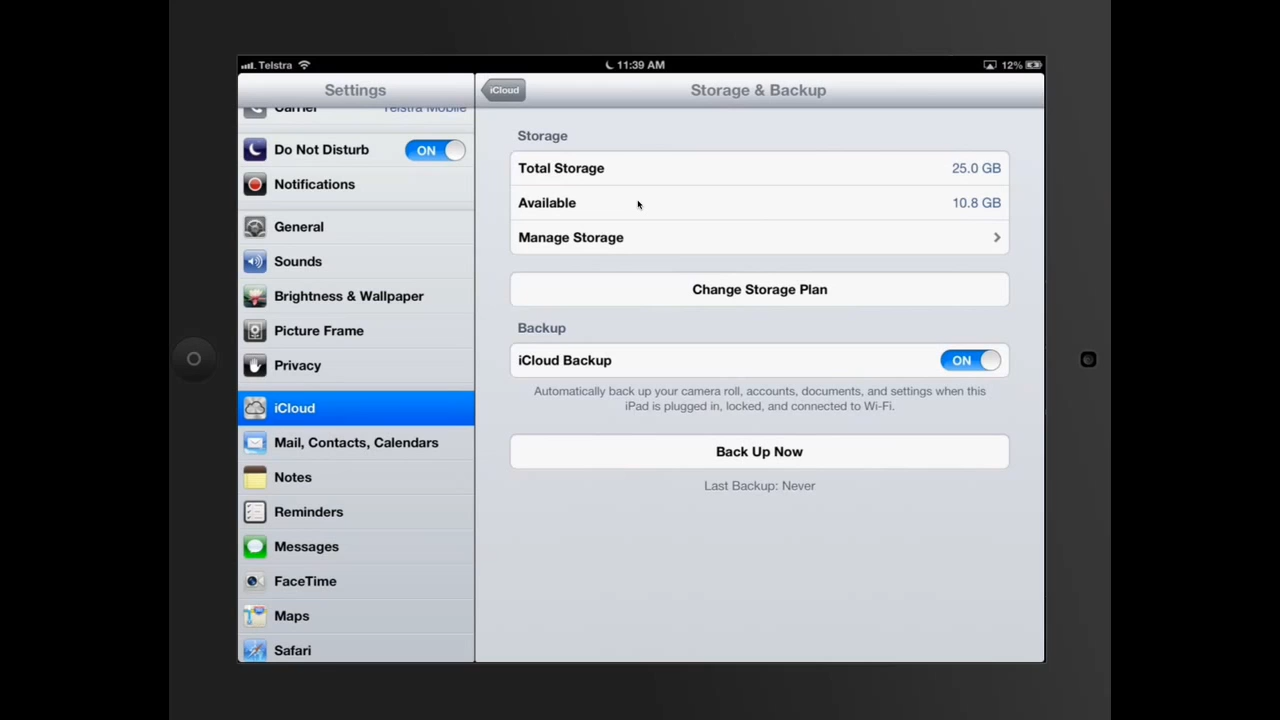 Telstra
11:39 AM
12%
Settings
iCloud
Storage & Backup
Carrier
Telstra Mobile
Do Not Disturb
ON
Notifications
General
Sounds
Brightness & Wallpaper
Picture Frame
Privacy
iCloud
Mail, Contacts, Calendars
Notes
Reminders
Messages
FaceTime
Maps
Safari
Storage
Total Storage
25.0 GB
Available
10.8 GB
Manage Storage
Change Storage Plan
Backup
iCloud Backup
ON
Automatically back up your camera roll, accounts, documents, and settings when this
iPad is plugged in, locked, and connected to Wi-Fi.
Back Up Now
Last Backup: Never